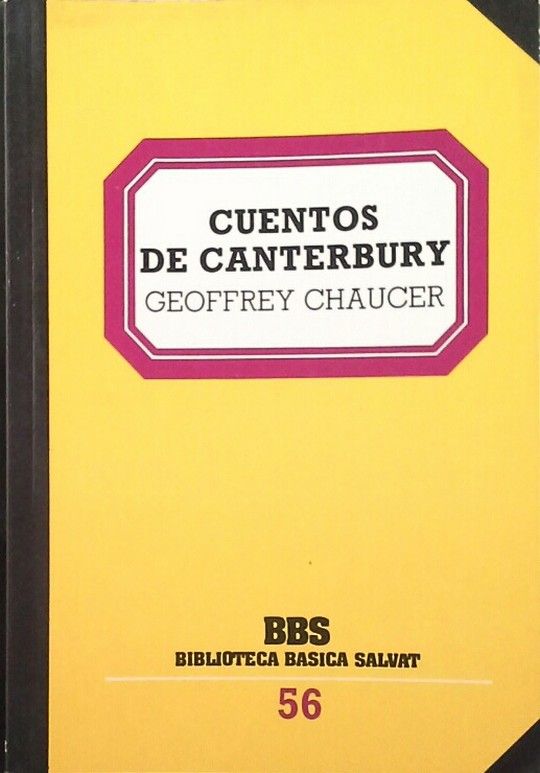 CUENTOS
DE CANTERBURY
GEOFFREY CHAUCER
BBS
BIBLIOTECA BASICA SALVAT
56